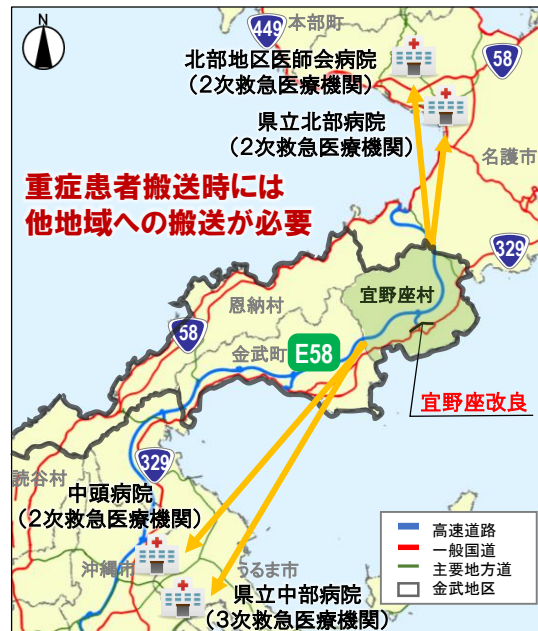 N
本部町
449
58
北部地区医師会病院
(2次救急医療機関)
県立北部病院
(2次救急医療機関)
名護市
重症患者搬送時には
他地域への搬送が必要
329
宜野座村
恩納村
58
金武町
E58
宜野座改良
読谷村
329
中頭病院
(2次救急医療機関)
沖縄市
うるま市
県立中部病院
(3次救急医療機関)
高速道路
一般国道
主要地方道
金武地区